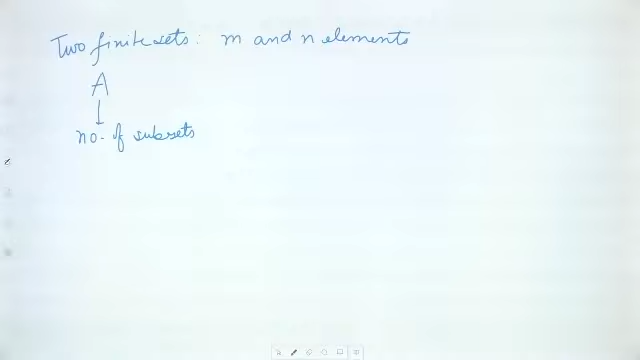 Two finite sets: m and n elements
A
no. of subsets